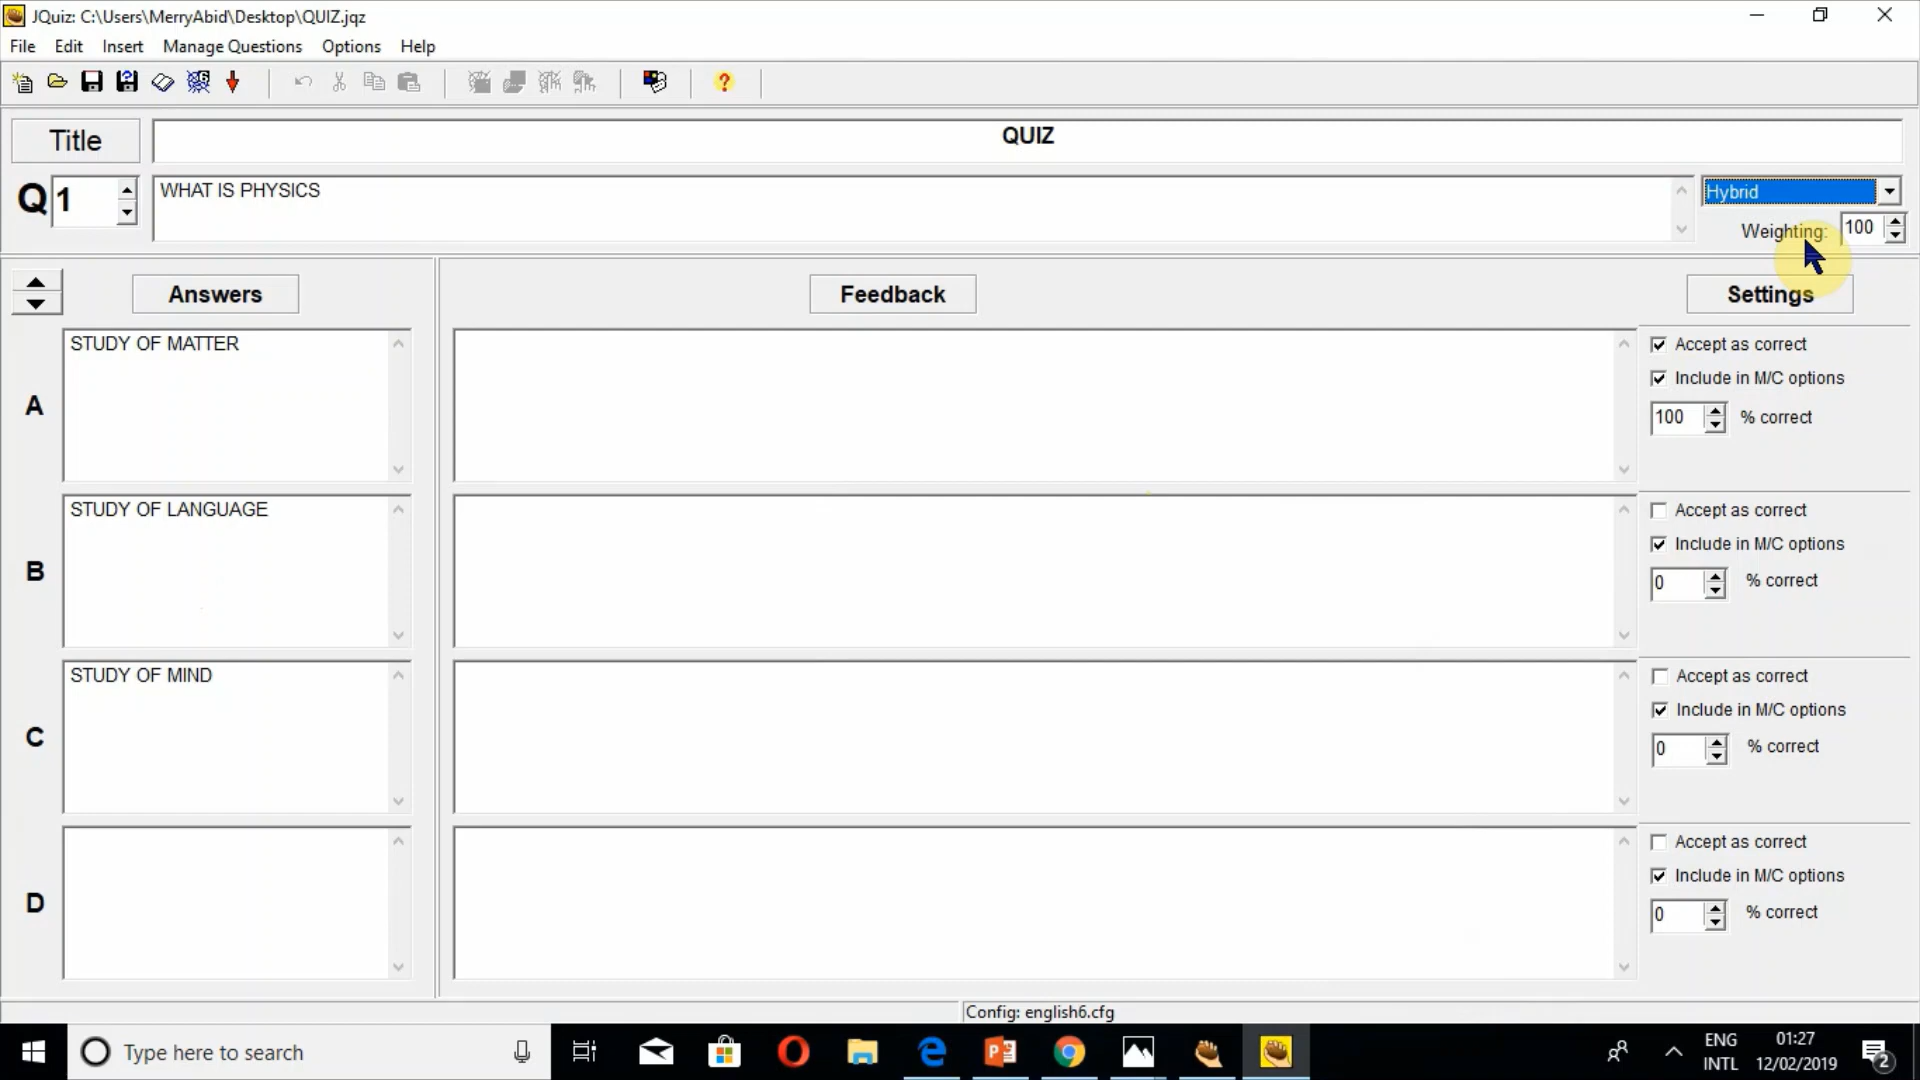 JQuiz: C:\Users\MerryAbid\Desktop\QUIZ.jqz
File Edit Insert Manage Questions Options Help
Title
QUIZ
Q 1
WHAT IS PHYSICS
Hybrid
Weighting: 100
Answers
Feedback
Settings
A
STUDY OF MATTER
Accept as correct
Include in M/C options
100 % correct
B
STUDY OF LANGUAGE
Accept as correct
Include in M/C options
0 % correct
C
STUDY OF MIND
Accept as correct
Include in M/C options
0 % correct
D
Accept as correct
Include in M/C options
0 % correct
Config: english6.cfg
Type here to search
ENG
INTL
01:27
12/02/2019
2